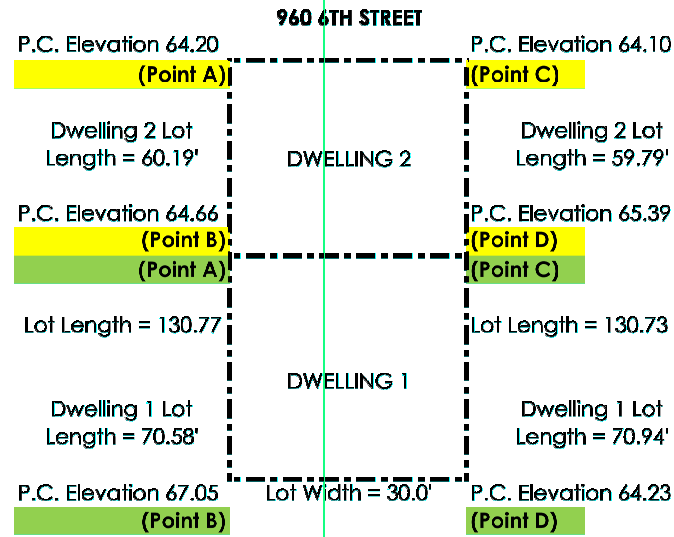 960 6TH STREET
P.C. Elevation 64.20
P.C. Elevation 64.10
(Point A)
(Point C)
Dwelling 2 Lot
Length = 60.19'
DWELLING 2
Dwelling 2 Lot
Length = 59.79'
P.C. Elevation 64.66
P.C. Elevation 65.39
(Point B)
(Point D)
(Point A)
(Point C)
Lot Length = 130.77
Lot Length = 130.73
DWELLING 1
Dwelling 1 Lot
Length = 70.58'
Dwelling 1 Lot
Length = 70.94'
P.C. Elevation 67.05
Lot Width = 30.0'
P.C. Elevation 64.23
(Point B)
(Point D)